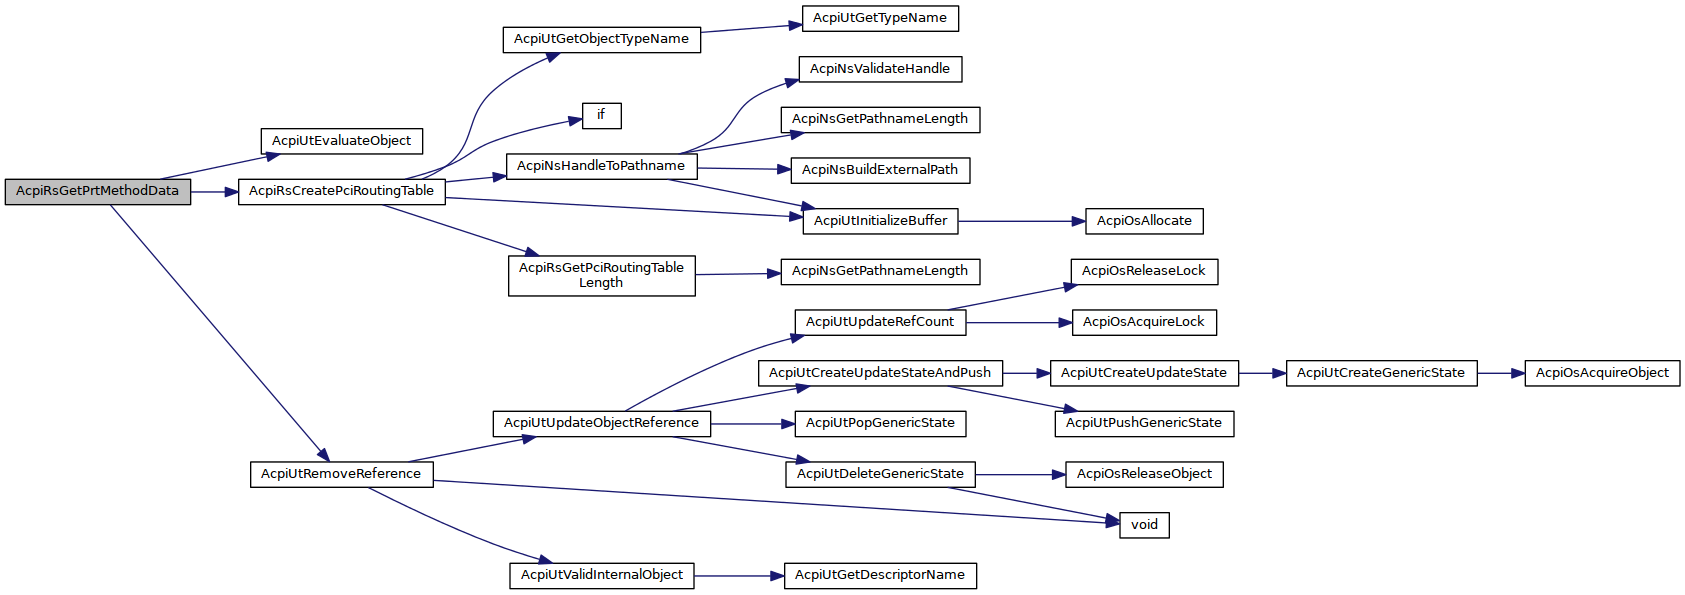 AcpiUtGetTypeName
AcpiUtGetObjectTypeName
AcpiNsValidateHandle
if
AcpiNsGetPathnameLength
AcpiUtEvaluateObject
AcpiNsHandleToPathname
AcpiNsBuildExternalPath
AcpiRsGetPrtMethodData
AcpiRsCreatePciRoutingTable
AcpiUtInitializeBuffer
AcpiOsAllocate
AcpiRsGetPciRoutingTable
Length
AcpiNsGetPathnameLength
AcpiOsReleaseLock
AcpiUtUpdateRefCount
AcpiOsAcquireLock
AcpiUtCreateUpdateStateAndPush
AcpiUtCreateUpdateState
AcpiUtCreateGenericState
AcpiOsAcquireObject
AcpiUtUpdateObjectReference
AcpiUtPopGenericState
AcpiUtPushGenericState
AcpiUtRemoveReference
AcpiUtDeleteGenericState
AcpiOsReleaseObject
void
AcpiUtValidInternalObject
AcpiUtGetDescriptorName